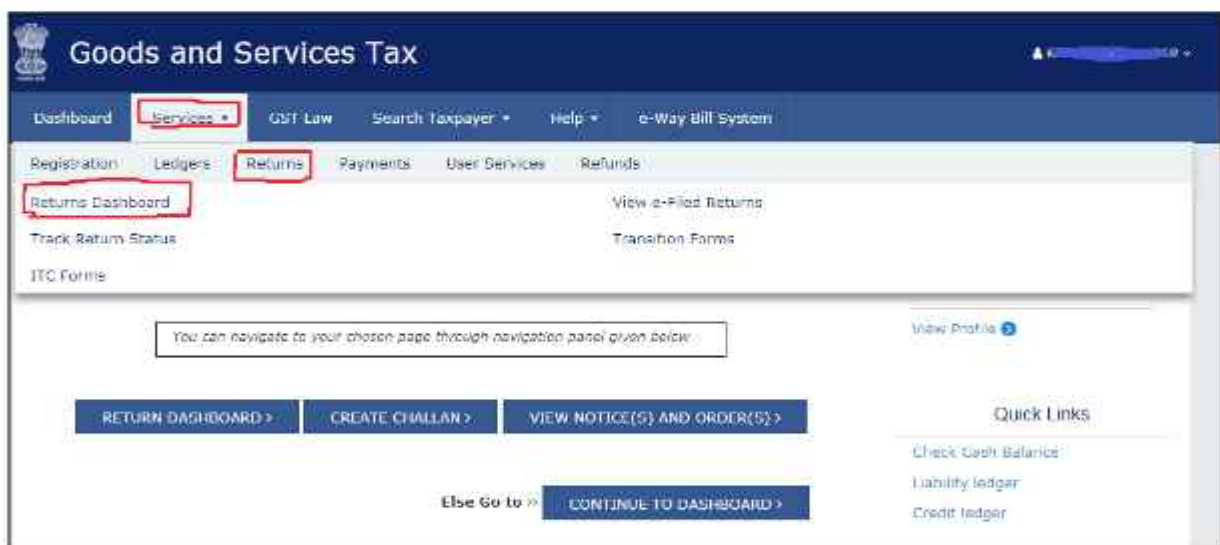 Goods and Services Tax
Dashboard Services GST Law Search Taxpayer Help e-Way Bill System
Registration Ledgers Returns Payments User Services Refunds
Returns Dashboard View e-Filed Returns
Track Return Status Transition Forms
ITC Forms
You can navigate to your chosen page through navigation panel given below
View Profile
RETURN DASHBOARD > CREATE CHALLAN > VIEW NOTICE(S) AND ORDER(S) >
Quick Links
Check Cash Balance
Liability ledger
Else Go to » CONTINUE TO DASHBOARD >
Credit ledger